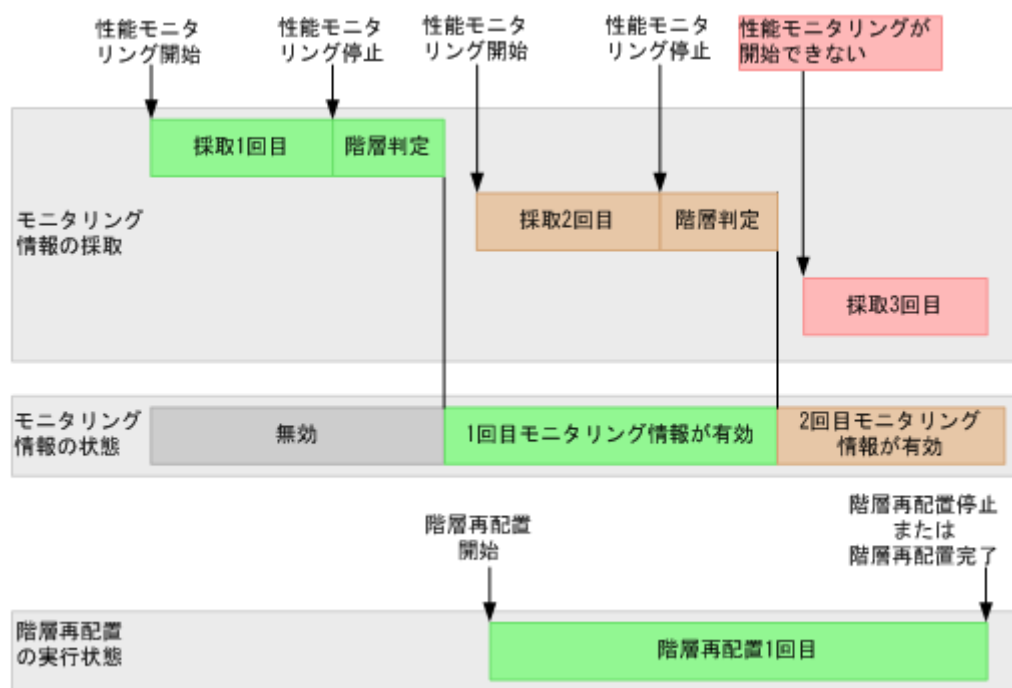 性能モニタ
リング開始
性能モニタ
リング停止
性能モニタ
リング開始
性能モニタ
リング停止
性能モニタリングが
開始できない
モニタリング
情報の採取
採取1回目
階層判定
採取2回目
階層判定
採取3回目
モニタリング
情報の状態
無効
1回目モニタリング情報が有効
2回目モニタリング
情報が有効
階層再配置
開始
階層再配置停止
または
階層再配置完了
階層再配置
の実行状態
階層再配置1回目